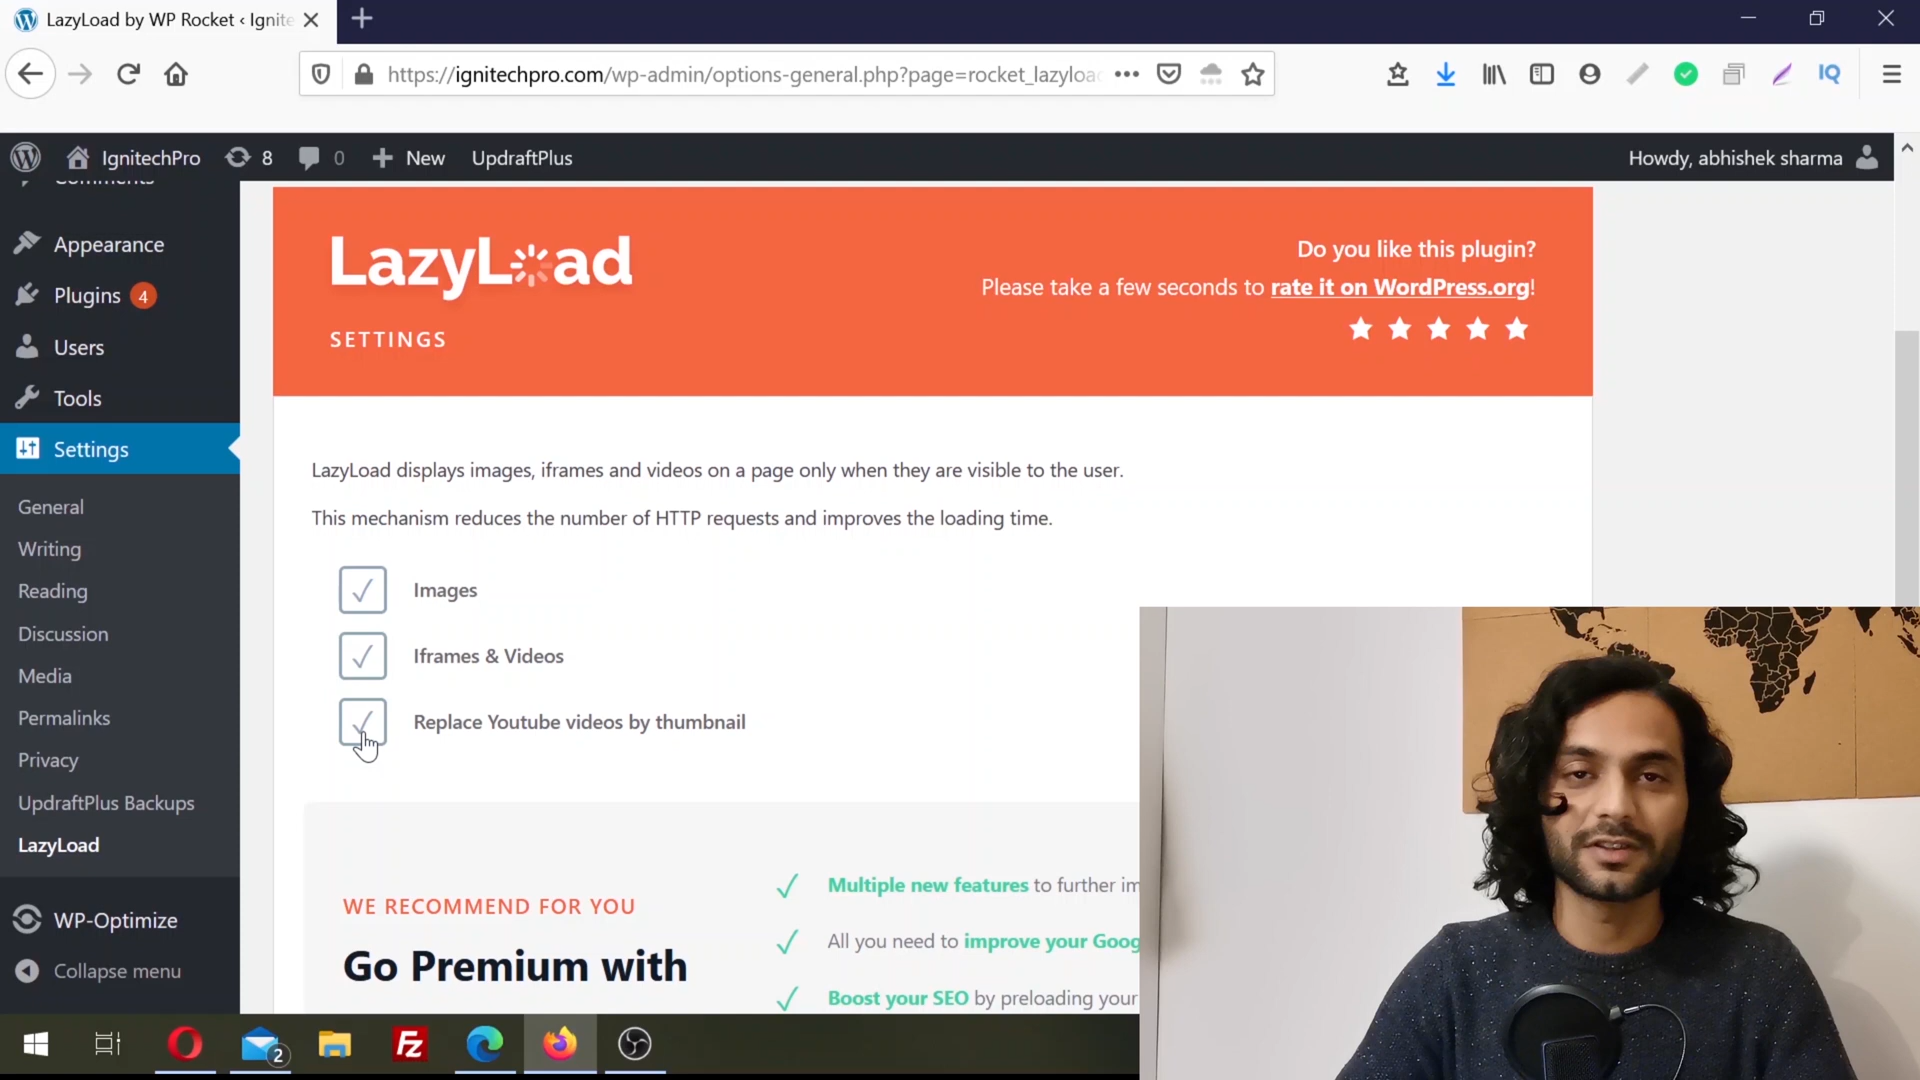 LazyLoad by WP Rocket ‹ Ignite
https://ignitechpro.com/wp-admin/options-general.php?page=rocket_lazyloa
IQ
IgnitechPro
8
0
New
UpdraftPlus
Howdy, abhishek sharma
Comments
Appearance
Plugins 4
Users
Tools
Settings
General
Writing
Reading
Discussion
Media
Permalinks
Privacy
UpdraftPlus Backups
LazyLoad
WP-Optimize
Collapse menu
LazyLoad
SETTINGS
Do you like this plugin?
Please take a few seconds to rate it on WordPress.org!
LazyLoad displays images, iframes and videos on a page only when they are visible to the user.
This mechanism reduces the number of HTTP requests and improves the loading time.
Images
Iframes & Videos
Replace Youtube videos by thumbnail
WE RECOMMEND FOR YOU
Go Premium with
Multiple new features to further im
All you need to improve your Goog
Boost your SEO by preloading your
2
Fz